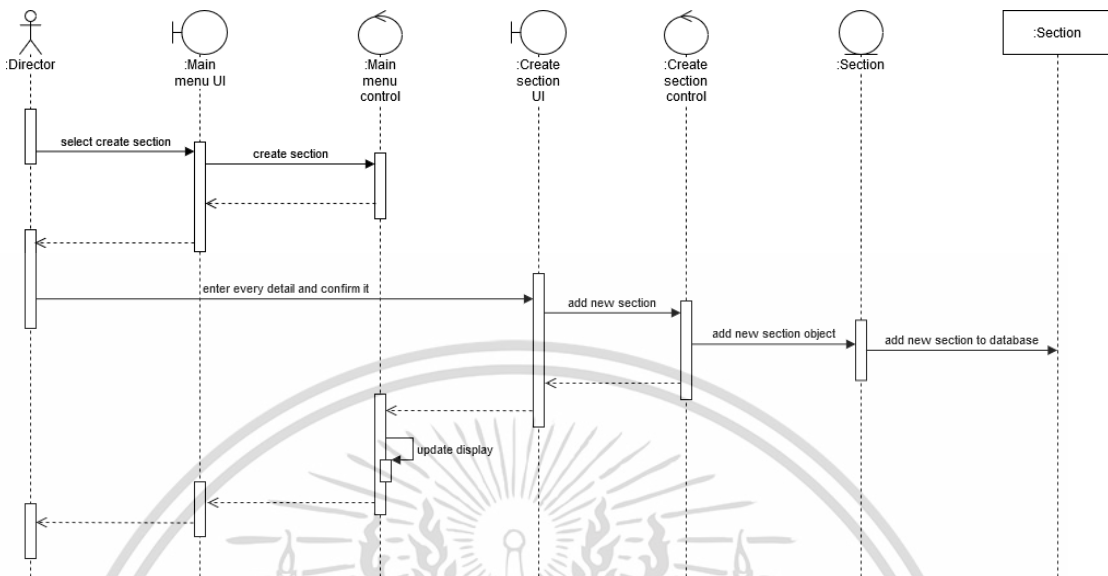 :Director
:Main
menu UI
:Main
menu
control
:Create
section
UI
:Create
section
control
:Section
:Section
select create section
create section
enter every detail and confirm it
add new section
add new section object
add new section to database
update display